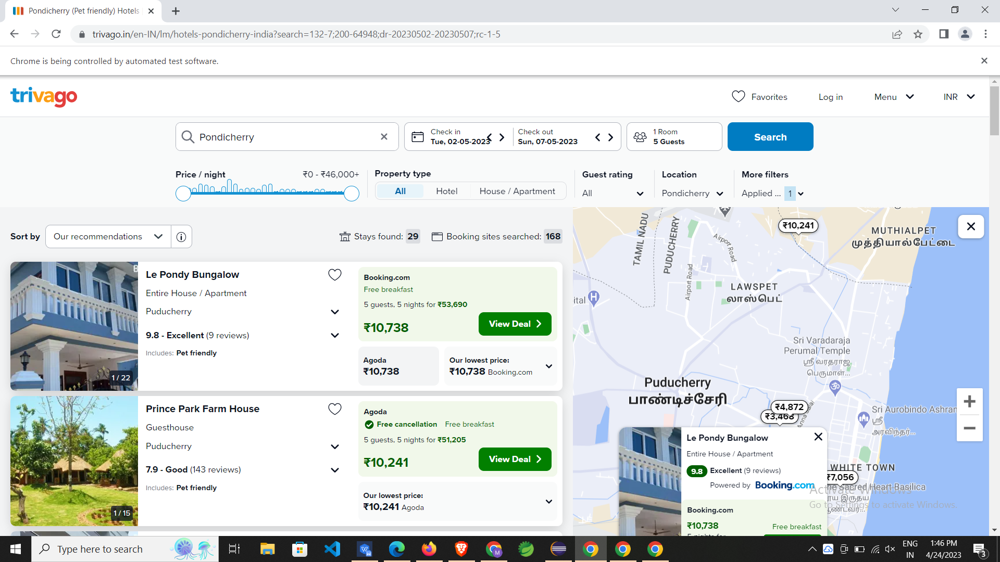 Pondicherry (Pet friendly) Hotels
trivago.in/en-IN/lm/hotels-pondicherry-india?search=132-7;200-64948;dr-20230502-20230507;rc-1-5
Chrome is being controlled by automated test software.
trivago
Favorites
Log in
Menu
INR
Pondicherry
Check in
Tue, 02-05-2023
Check out
Sun, 07-05-2023
1 Room
5 Guests
Search
Price / night
₹0 - ₹46,000+
Property type
All
Hotel
House / Apartment
Guest rating
All
Location
Pondicherry
More filters
Applied ... 1
Sort by
Our recommendations
Stays found: 29
Booking sites searched: 168
Le Pondy Bungalow
Entire House / Apartment
Puducherry
9.8 - Excellent (9 reviews)
Includes: Pet friendly
1 / 22
Booking.com
Free breakfast
5 guests, 5 nights for ₹53,690
₹10,738
View Deal
Agoda
₹10,738
Our lowest price:
₹10,738 Booking.com
Prince Park Farm House
Guesthouse
Puducherry
7.9 - Good (143 reviews)
Includes: Pet friendly
1 / 15
Agoda
Free cancellation Free breakfast
5 guests, 5 nights for ₹51,205
₹10,241
View Deal
Our lowest price:
₹10,241 Agoda
TAMIL NADU
PUDUCHERRY
Airport Road
Airport Road
₹10,241
MUTHIALPET
முத்தியால்பேட்டை
LAWSPET
லாஸ்பெட்
ital
H
Sri Varadaraja
Perumal Temple
ஸ்ரீ வரதராஜ
பெருமாள்...
Puducherry
பாண்டிச்சேரி
₹4,872
₹3,468
Anna Salai
Sri Aurobindo Ashram
ஸ்ரீ
அரவிந்தர்...
Le Pondy Bungalow
Entire House / Apartment
9.8 Excellent (9 reviews)
Powered by Booking.com
Booking.com
₹10,738
Free breakfast
5 nights for
WHITE TOWN
₹7,056
he Sacred Heart Basilica
Activate Windows
Go to Settings to activate Windows.
Type here to search
ENG
IN
1:46 PM
4/24/2023
3